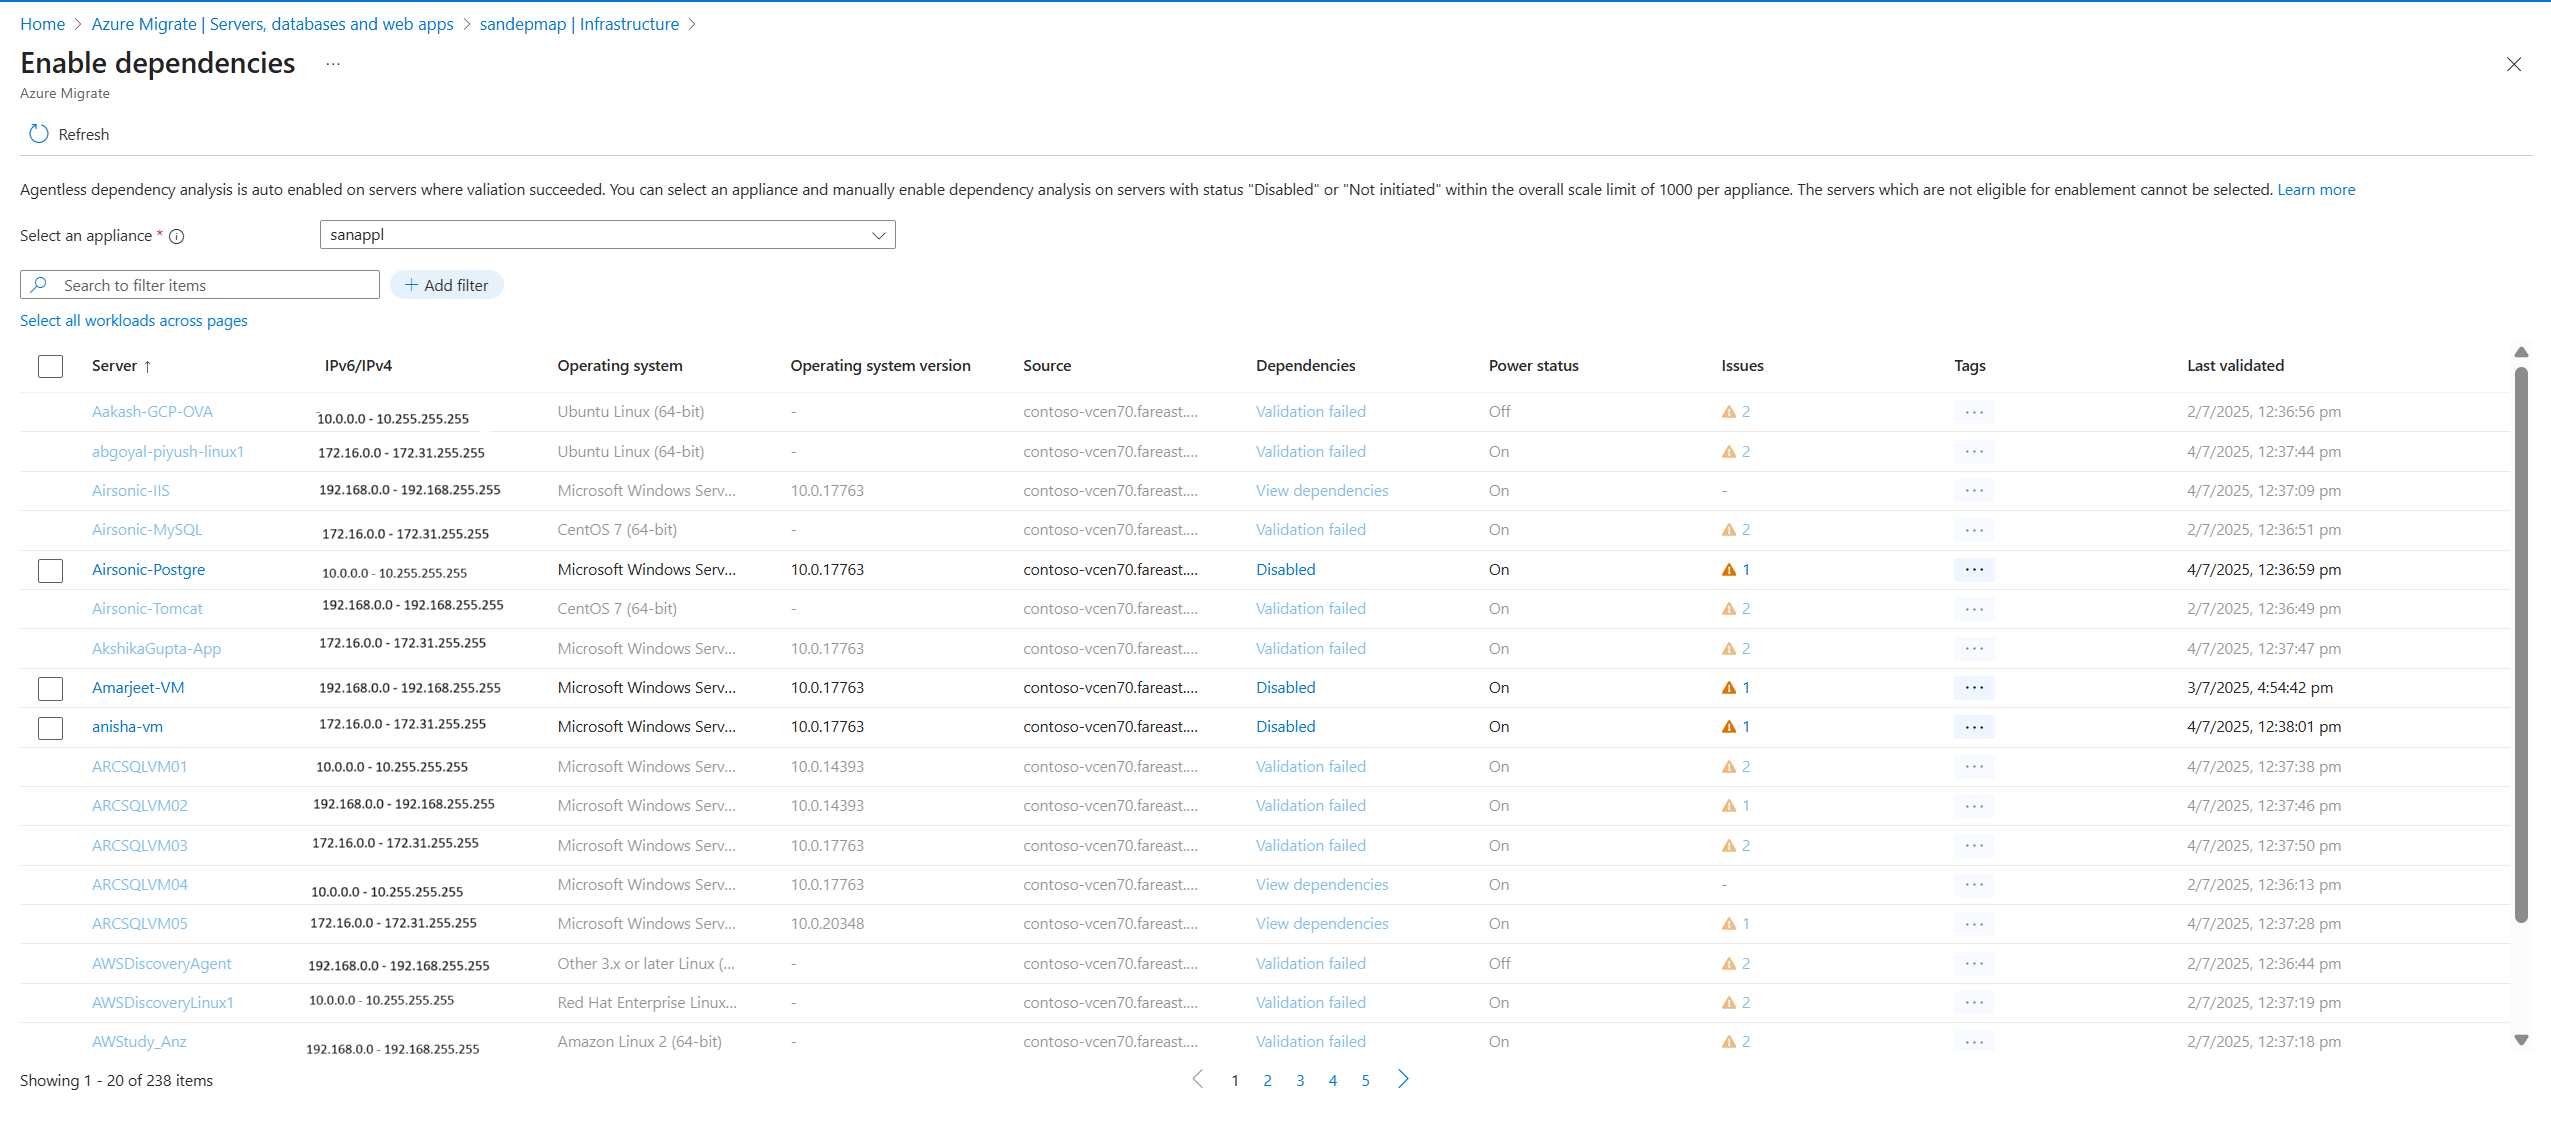 Home > Azure Migrate | Servers, databases and web apps > sandepmap | Infrastructure >
Enable dependencies ...
Azure Migrate
Refresh
Agentless dependency analysis is auto enabled on servers where valiation succeeded. You can select an appliance and manually enable dependency analysis on servers with status "Disabled" or "Not initiated" within the overall scale limit of 1000 per appliance. The servers which are not eligible for enablement cannot be selected. Learn more
Select an appliance * sanappl
Search to filter items + Add filter
Select all workloads across pages
Server ↑ IPv6/IPv4 Operating system Operating system version Source Dependencies Power status Issues Tags Last validated
Aakash-GCP-OVA 10.0.0.0 - 10.255.255.255 Ubuntu Linux (64-bit) - contoso-vcen70.fareast.... Validation failed Off 2 ... 2/7/2025, 12:36:56 pm
abgoyal-piyush-linux1 172.16.0.0 - 172.31.255.255 Ubuntu Linux (64-bit) - contoso-vcen70.fareast.... Validation failed On 2 ... 4/7/2025, 12:37:44 pm
Airsonic-IIS 192.168.0.0 - 192.168.255.255 Microsoft Windows Serv... 10.0.17763 contoso-vcen70.fareast.... View dependencies On - ... 4/7/2025, 12:37:09 pm
Airsonic-MySQL 172.16.0.0 - 172.31.255.255 CentOS 7 (64-bit) - contoso-vcen70.fareast.... Validation failed On 2 ... 2/7/2025, 12:36:51 pm
Airsonic-Postgre 10.0.0.0 - 10.255.255.255 Microsoft Windows Serv... 10.0.17763 contoso-vcen70.fareast.... Disabled On 1 ... 4/7/2025, 12:36:59 pm
Airsonic-Tomcat 192.168.0.0 - 192.168.255.255 CentOS 7 (64-bit) - contoso-vcen70.fareast.... Validation failed On 2 ... 2/7/2025, 12:36:49 pm
AkshikaGupta-App 172.16.0.0 - 172.31.255.255 Microsoft Windows Serv... 10.0.17763 contoso-vcen70.fareast.... Validation failed On 2 ... 4/7/2025, 12:37:47 pm
Amarjeet-VM 192.168.0.0 - 192.168.255.255 Microsoft Windows Serv... 10.0.17763 contoso-vcen70.fareast.... Disabled On 1 ... 3/7/2025, 4:54:42 pm
anisha-vm 172.16.0.0 - 172.31.255.255 Microsoft Windows Serv... 10.0.17763 contoso-vcen70.fareast.... Disabled On 1 ... 4/7/2025, 12:38:01 pm
ARCSQLVM01 10.0.0.0 - 10.255.255.255 Microsoft Windows Serv... 10.0.14393 contoso-vcen70.fareast.... Validation failed On 2 ... 4/7/2025, 12:37:38 pm
ARCSQLVM02 192.168.0.0 - 192.168.255.255 Microsoft Windows Serv... 10.0.14393 contoso-vcen70.fareast.... Validation failed On 1 ... 4/7/2025, 12:37:46 pm
ARCSQLVM03 172.16.0.0 - 172.31.255.255 Microsoft Windows Serv... 10.0.17763 contoso-vcen70.fareast.... Validation failed On 2 ... 4/7/2025, 12:37:50 pm
ARCSQLVM04 10.0.0.0 - 10.255.255.255 Microsoft Windows Serv... 10.0.17763 contoso-vcen70.fareast.... View dependencies On - ... 2/7/2025, 12:36:13 pm
ARCSQLVM05 172.16.0.0 - 172.31.255.255 Microsoft Windows Serv... 10.0.20348 contoso-vcen70.fareast.... View dependencies On 1 ... 4/7/2025, 12:37:28 pm
AWSDiscoveryAgent 192.168.0.0 - 192.168.255.255 Other 3.x or later Linux (... - contoso-vcen70.fareast.... Validation failed Off 2 ... 2/7/2025, 12:36:44 pm
AWSDiscoveryLinux1 10.0.0.0 - 10.255.255.255 Red Hat Enterprise Linux... - contoso-vcen70.fareast.... Validation failed On 2 ... 2/7/2025, 12:37:19 pm
AWStudy_Anz 192.168.0.0 - 192.168.255.255 Amazon Linux 2 (64-bit) - contoso-vcen70.fareast.... Validation failed On 2 ... 2/7/2025, 12:37:18 pm
Showing 1 - 20 of 238 items < 1 2 3 4 5 >